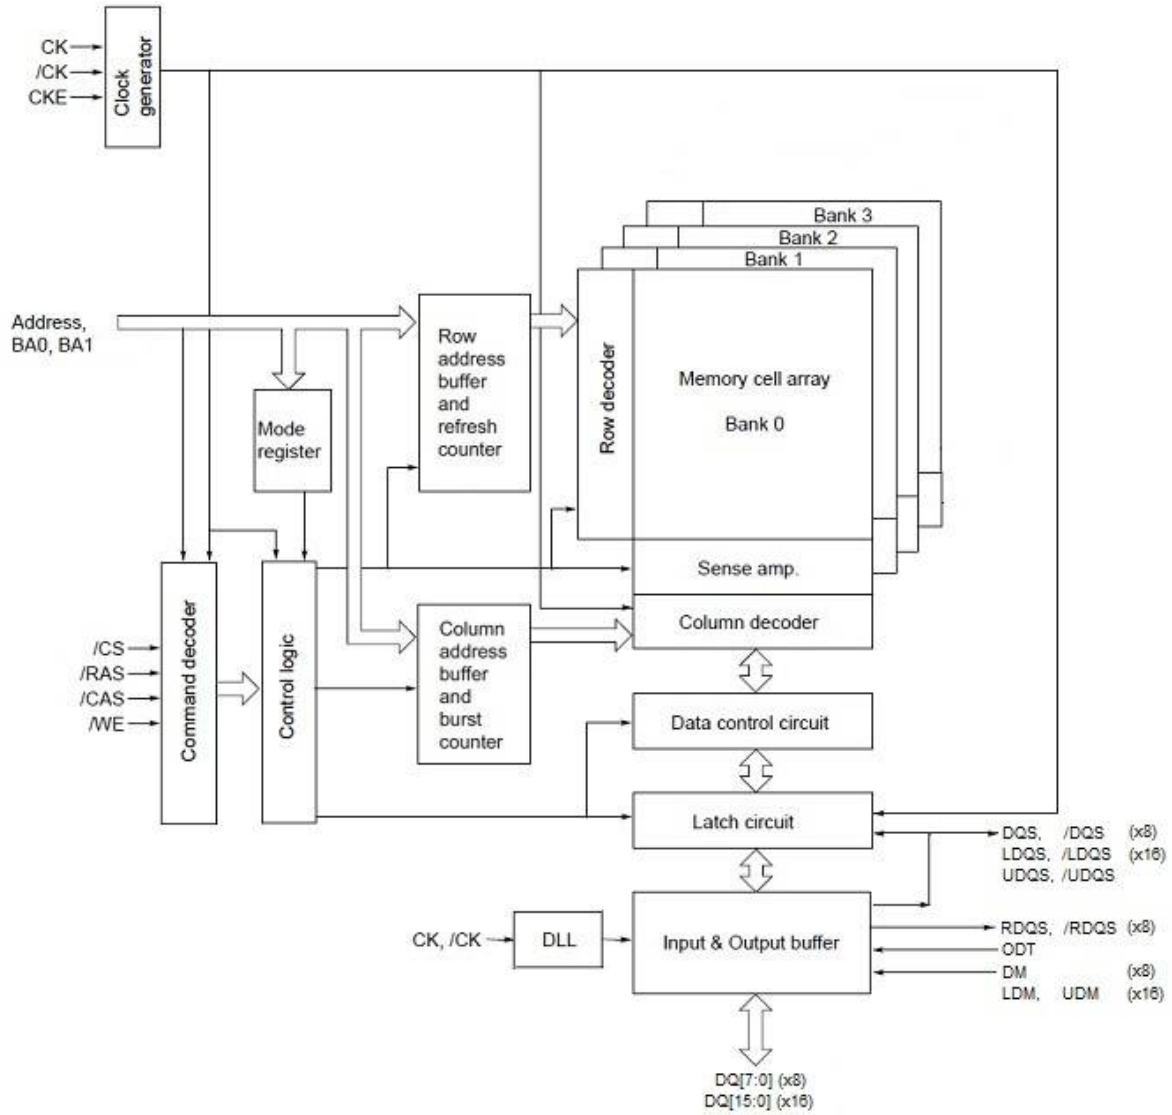 CK
/CK
CKE
Clock
generator
Bank 3
Bank 2
Bank 1
Address,
BA0, BA1
Row
address
buffer
and
refresh
counter
Row decoder
Memory cell array
Bank 0
Mode
register
Sense amp.
Column decoder
/CS
/RAS
/CAS
/WE
Command decoder
Control logic
Column
address
buffer
and
burst
counter
Data control circuit
Latch circuit
DQS, /DQS (x8)
LDQS, /LDQS (x16)
UDQS, /UDQS
CK, /CK
DLL
Input & Output buffer
RDQS, /RDQS (x8)
ODT
DM (x8)
LDM, UDM (x16)
DQ[7:0] (x8)
DQ[15:0] (x16)